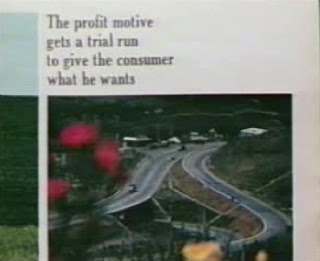 The profit motive
gets a trial run
to give the consumer
what he wants